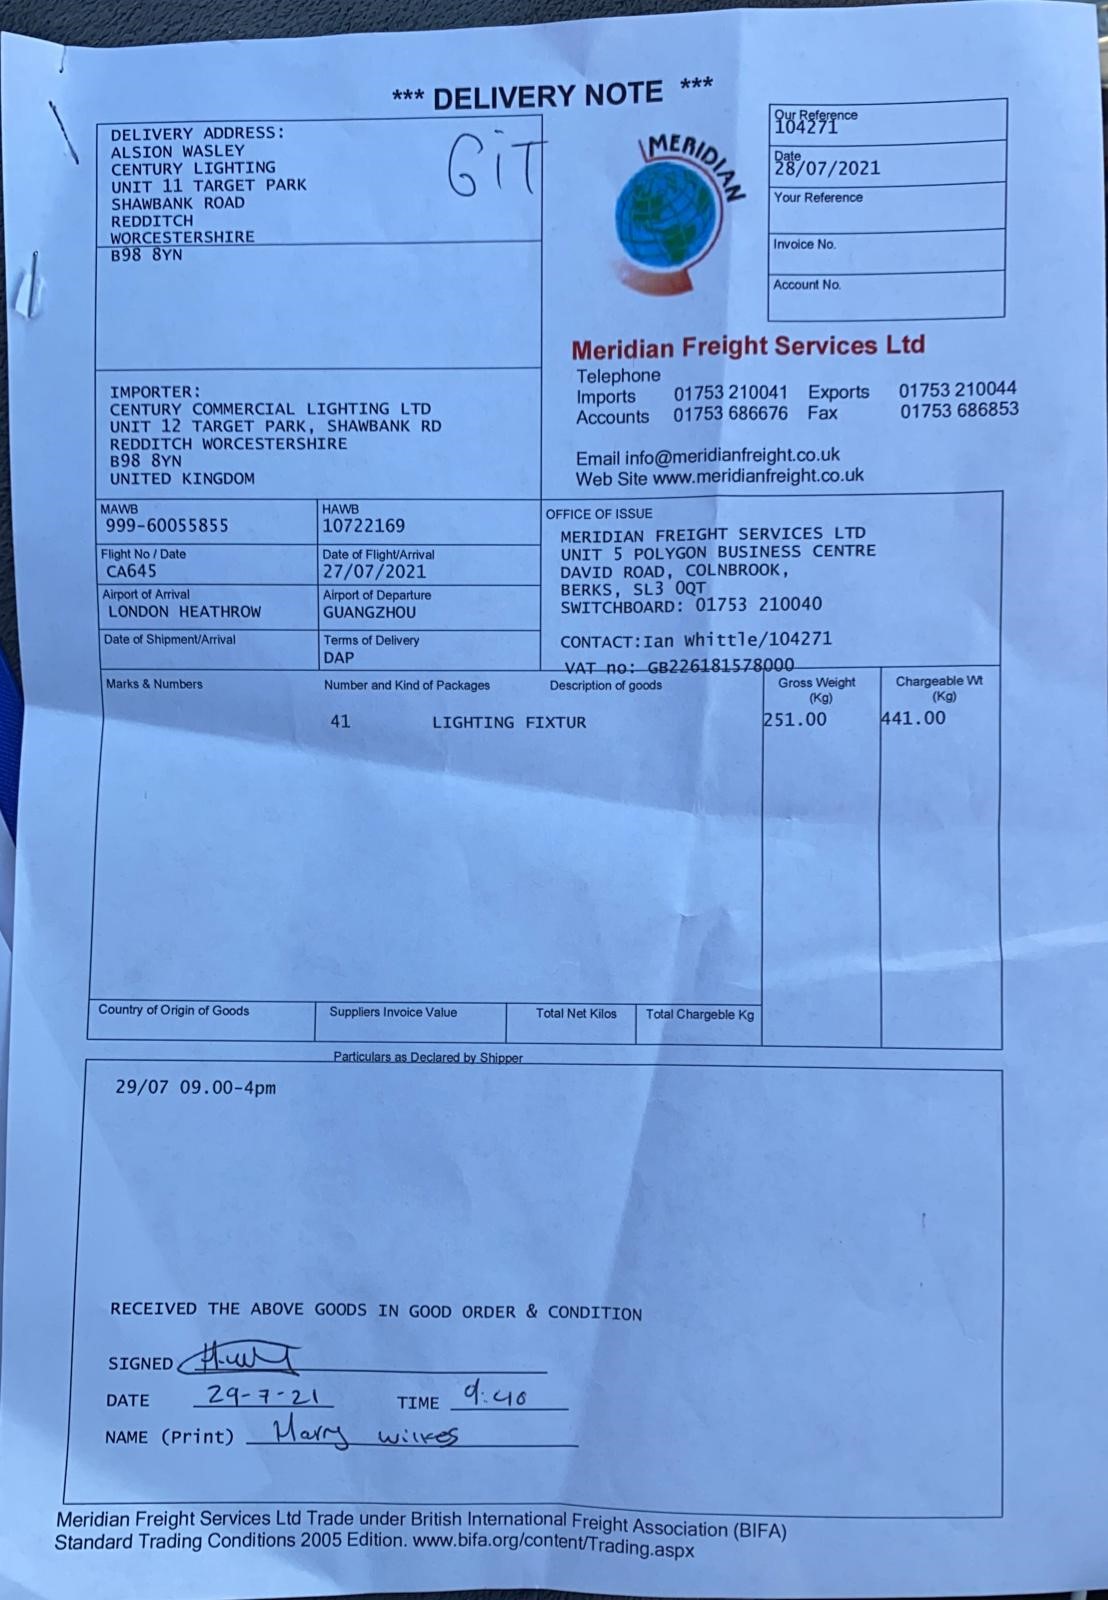 *** DELIVERY NOTE ***
DELIVERY ADDRESS:
ALSION WASLEY
CENTURY LIGHTING
UNIT 11 TARGET PARK
SHAWBANK ROAD
REDDITCH
WORCESTERSHIRE
B98 8YN
GIT
MERIDIAN
Our Reference
104271
Date
28/07/2021
Your Reference
Invoice No.
Account No.
Meridian Freight Services Ltd
Telephone
Imports 01753 210041 Exports 01753 210044
Accounts 01753 686676 Fax 01753 686853
Email info@meridianfreight.co.uk
Web Site www.meridianfreight.co.uk
IMPORTER:
CENTURY COMMERCIAL LIGHTING LTD
UNIT 12 TARGET PARK, SHAWBANK RD
REDDITCH WORCESTERSHIRE
B98 8YN
UNITED KINGDOM
MAWB
999-60055855
HAWB
10722169
Flight No / Date
CA645
Date of Flight/Arrival
27/07/2021
Airport of Arrival
LONDON HEATHROW
Airport of Departure
GUANGZHOU
Date of Shipment/Arrival
Terms of Delivery
DAP
OFFICE OF ISSUE
MERIDIAN FREIGHT SERVICES LTD
UNIT 5 POLYGON BUSINESS CENTRE
DAVID ROAD, COLNBROOK,
BERKS, SL3 0QT
SWITCHBOARD: 01753 210040
CONTACT:Ian Whittle/104271
VAT no: GB226181578000
Marks & Numbers Number and Kind of Packages Description of goods Gross Weight (Kg) Chargeable Wt (Kg)
41 LIGHTING FIXTUR 251.00 441.00
Country of Origin of Goods Suppliers Invoice Value Total Net Kilos Total Chargeble Kg
Particulars as Declared by Shipper
29/07 09.00-4pm
RECEIVED THE ABOVE GOODS IN GOOD ORDER & CONDITION
SIGNED
DATE 29-7-21 TIME 9:40
NAME (Print) Harry Wilkes
Meridian Freight Services Ltd Trade under British International Freight Association (BIFA)
Standard Trading Conditions 2005 Edition. www.bifa.org/content/Trading.aspx